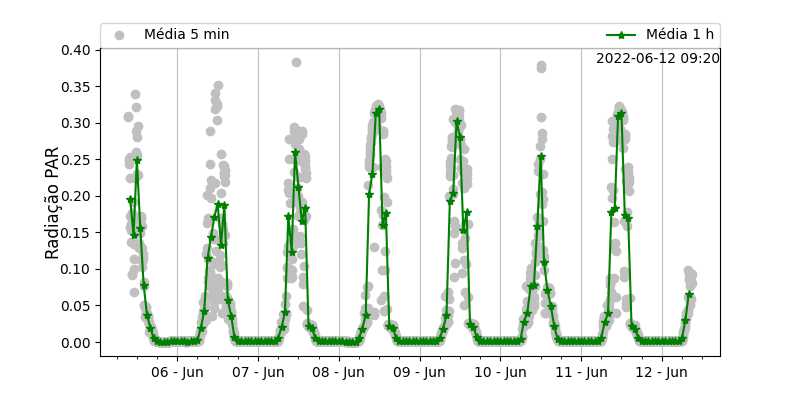 Média 5 min
Média 1 h
2022-06-12 09:20
Radiação PAR
0.40
0.35
0.30
0.25
0.20
0.15
0.10
0.05
0.00
06 - Jun
07 - Jun
08 - Jun
09 - Jun
10 - Jun
11 - Jun
12 - Jun